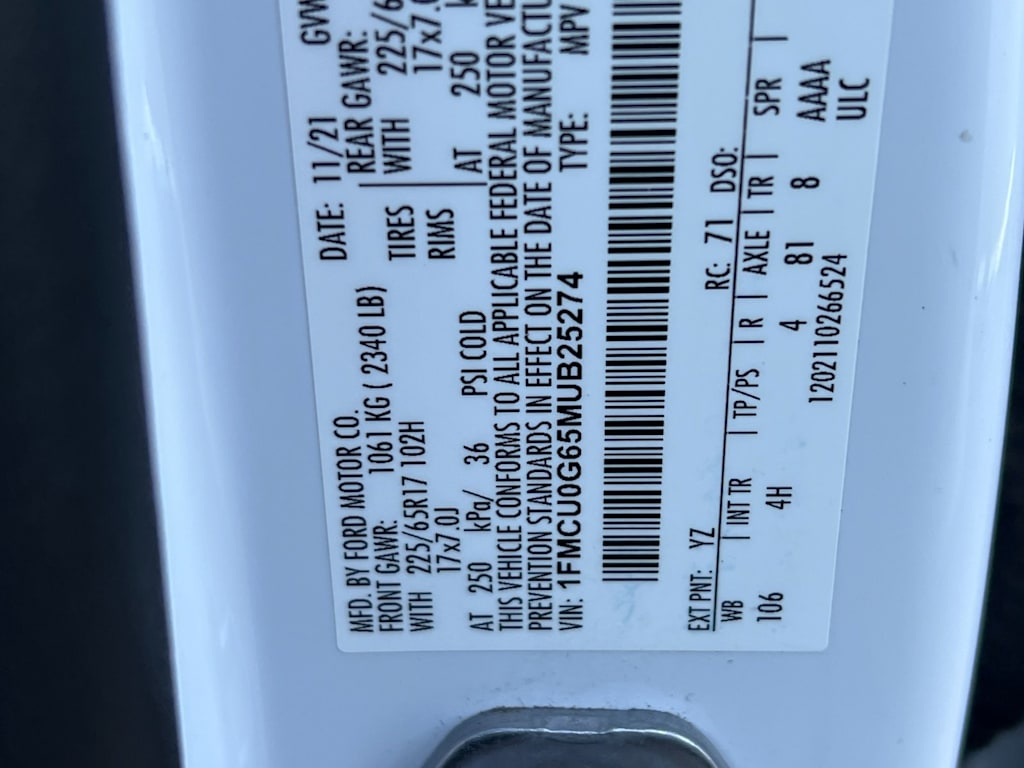 MFD. BY FORD MOTOR CO.
DATE: 11/21 GVW
FRONT GAWR: 1061 KG ( 2340 LB)
REAR GAWR:
WITH 225/65R17 102H
TIRES WITH 225/6
17x7.0J
RIMS 17x7.0
AT 250 kPa/ 36 PSI COLD
AT 250 k
THIS VEHICLE CONFORMS TO ALL APPLICABLE FEDERAL MOTOR VE
PREVENTION STANDARDS IN EFFECT ON THE DATE OF MANUFACTU
VIN: 1FMCU0G65MUB25274
TYPE: MPV
EXT PNT: YZ RC: 71 DSO:
WB | INT TR | TP/PS | R | AXLE | TR | SPR |
106 4H 4 81 8 AAAA
1202110266524 ULC